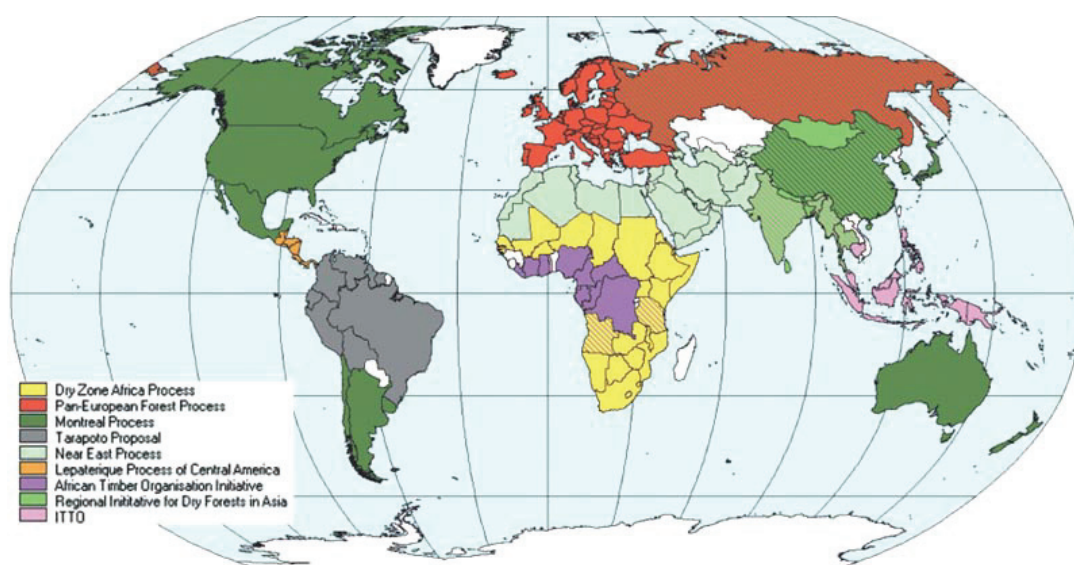 Dry Zone Africa Process
Pan-European Forest Process
Montreal Process
Tarapoto Proposal
Near East Process
Lepaterique Process of Central America
African Timber Organisation Initiative
Regional Inititative for Dry Forests in Asia
ITTO